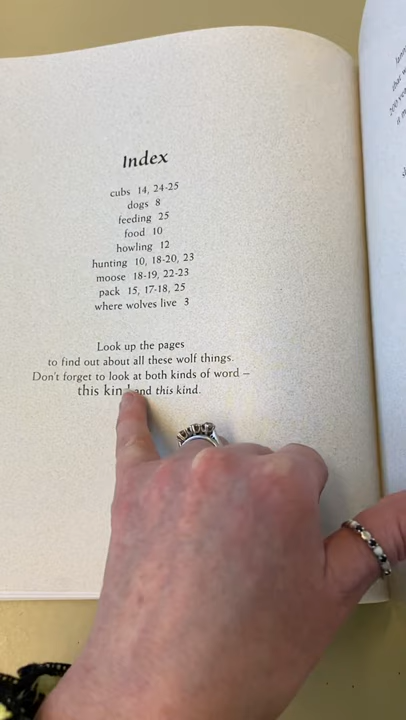 Index
cubs 14, 24-25
dogs 8
feeding 25
food 10
howling 12
hunting 10, 18-20, 23
moose 18-19, 22-23
pack 15, 17-18, 25
where wolves live 3
Look up the pages
to find out about all these wolf things.
Don't forget to look at both kinds of word –
this kind and this kind.